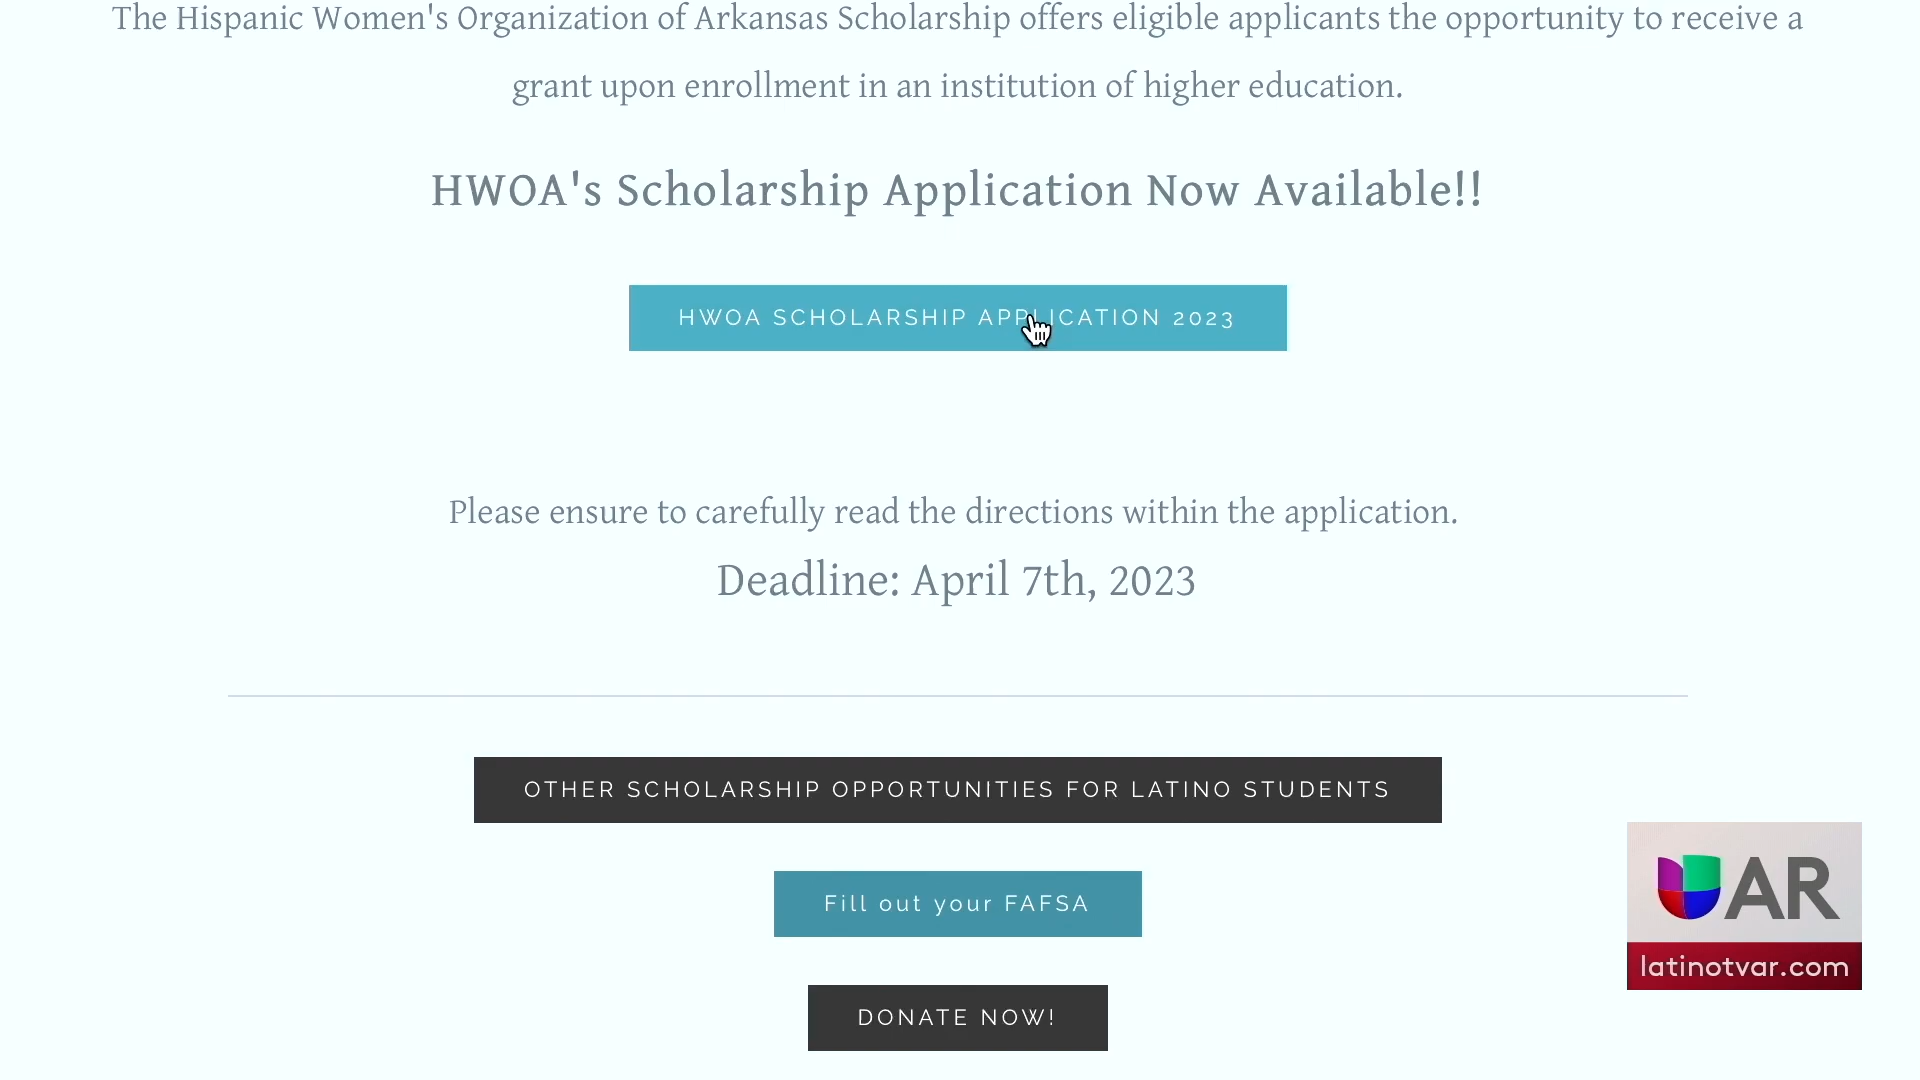 The Hispanic Women's Organization of Arkansas Scholarship offers eligible applicants the opportunity to receive a
grant upon enrollment in an institution of higher education.
HWOA's Scholarship Application Now Available!!
HWOA SCHOLARSHIP APPLICATION 2023
Please ensure to carefully read the directions within the application.
Deadline: April 7th, 2023
OTHER SCHOLARSHIP OPPORTUNITIES FOR LATINO STUDENTS
Fill out your FAFSA
DONATE NOW!
UAR
latinotvar.com